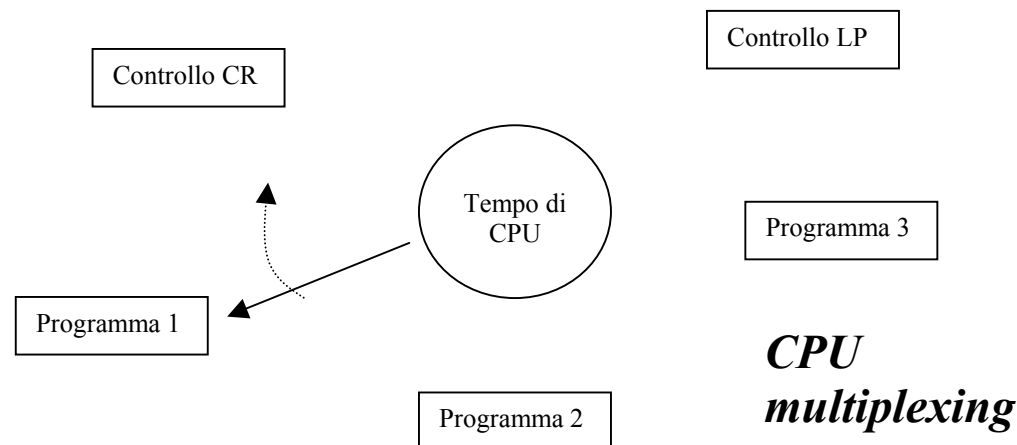 Controllo LP
Controllo CR
Tempo di
CPU
Programma 3
Programma 1
CPU
multiplexing
Programma 2